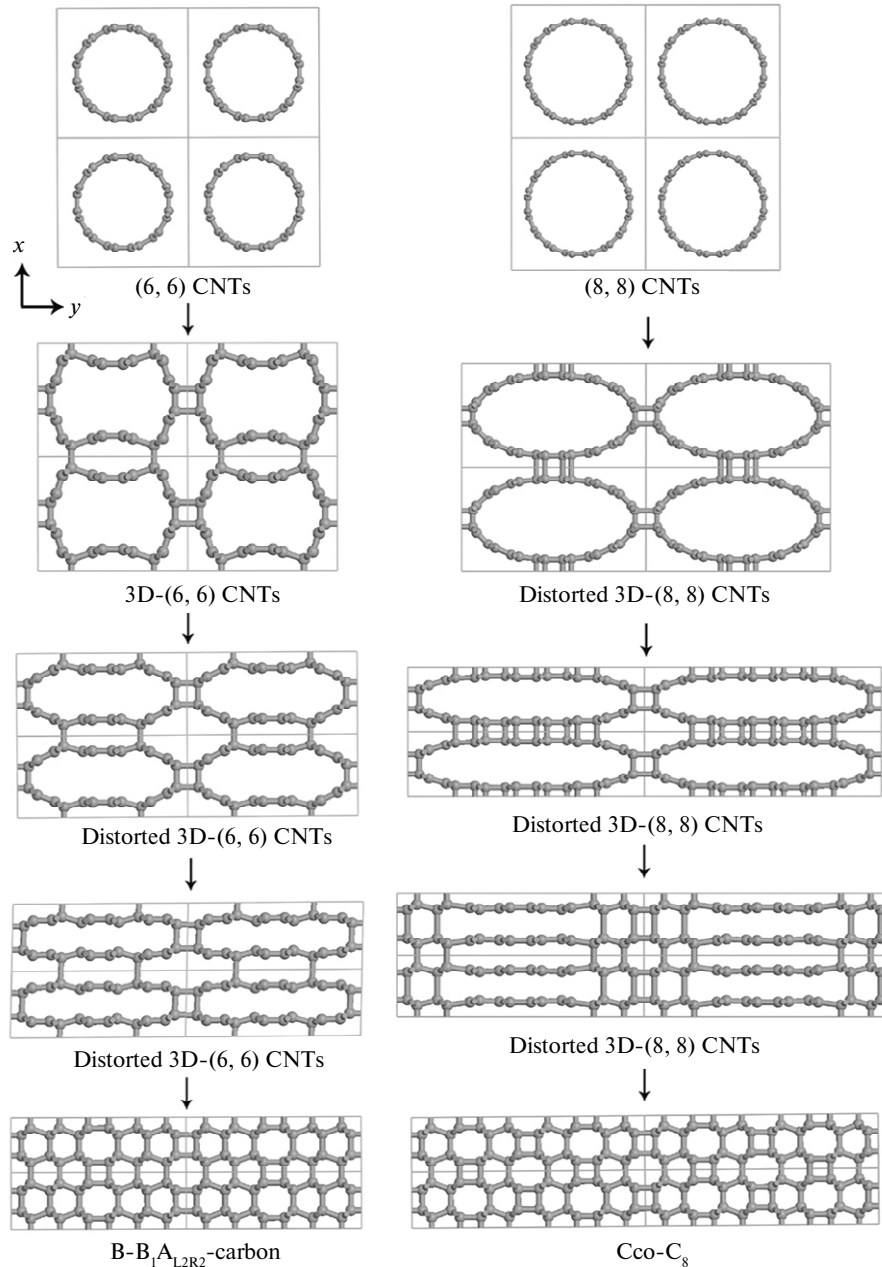 (6, 6) CNTs
(8, 8) CNTs
x
y
3D-(6, 6) CNTs
Distorted 3D-(8, 8) CNTs
Distorted 3D-(6, 6) CNTs
Distorted 3D-(8, 8) CNTs
Distorted 3D-(6, 6) CNTs
Distorted 3D-(8, 8) CNTs
B-B₁A_L2R2-carbon
Cco-C₈